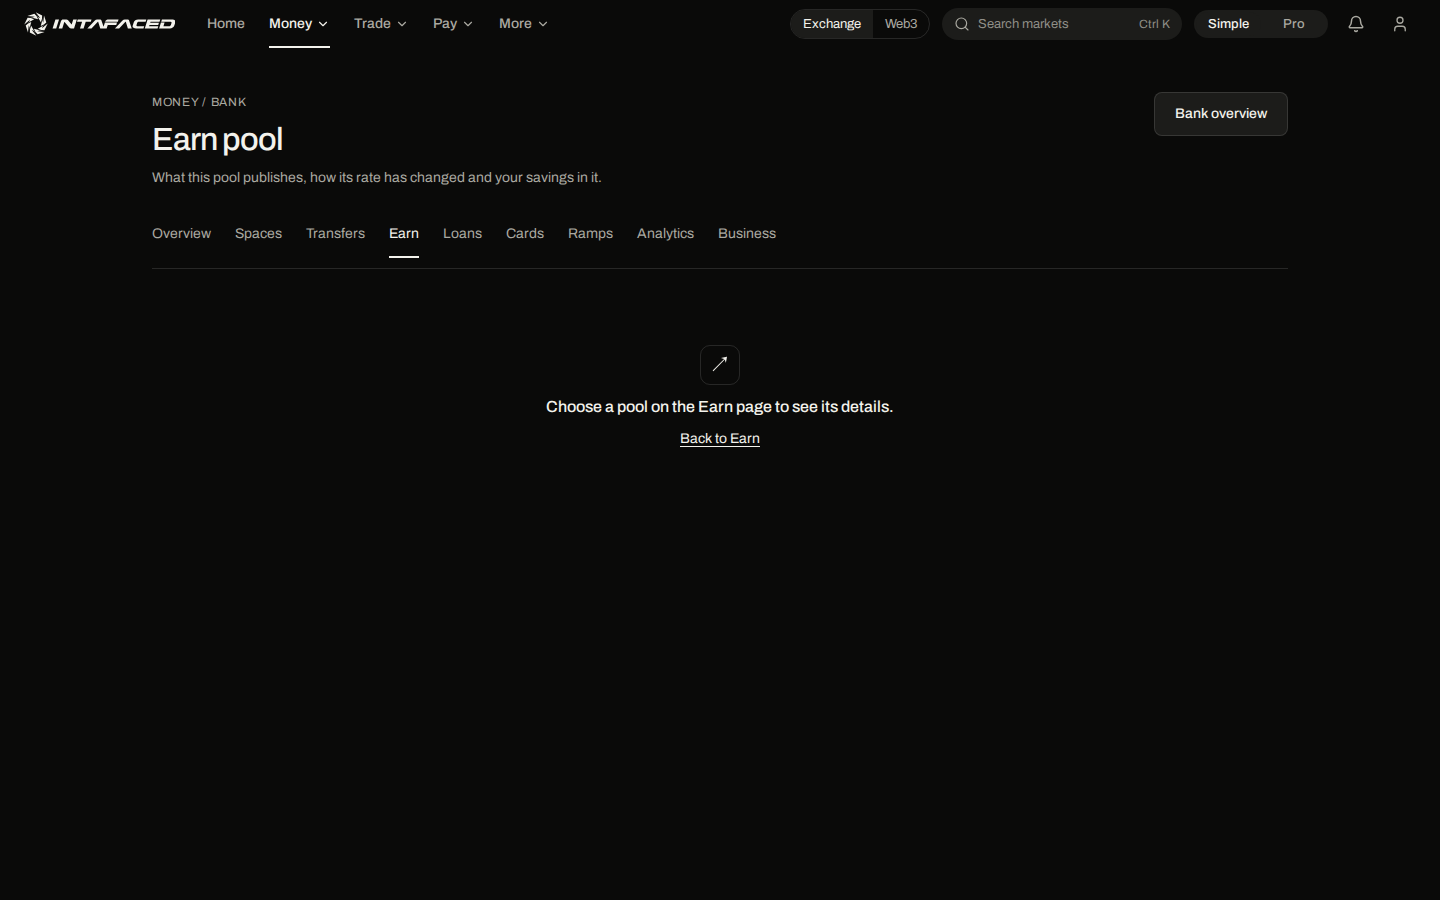 INTAFACED Home Money Trade Pay More Exchange Web3 Search markets Ctrl K Simple Pro
MONEY / BANK
Bank overview
Earn pool
What this pool publishes, how its rate has changed and your savings in it.
Overview Spaces Transfers Earn Loans Cards Ramps Analytics Business
Choose a pool on the Earn page to see its details.
Back to Earn